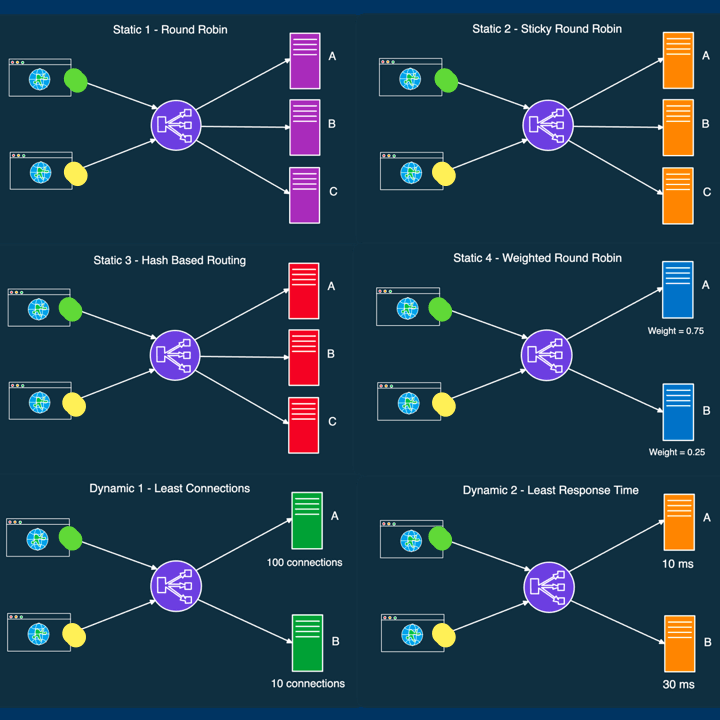 Static 1 - Round Robin
A
B
C
Static 2 - Sticky Round Robin
A
B
C
Static 3 - Hash Based Routing
A
B
C
Static 4 - Weighted Round Robin
A
Weight = 0.75
B
Weight = 0.25
Dynamic 1 - Least Connections
A
100 connections
B
10 connections
Dynamic 2 - Least Response Time
A
10 ms
B
30 ms